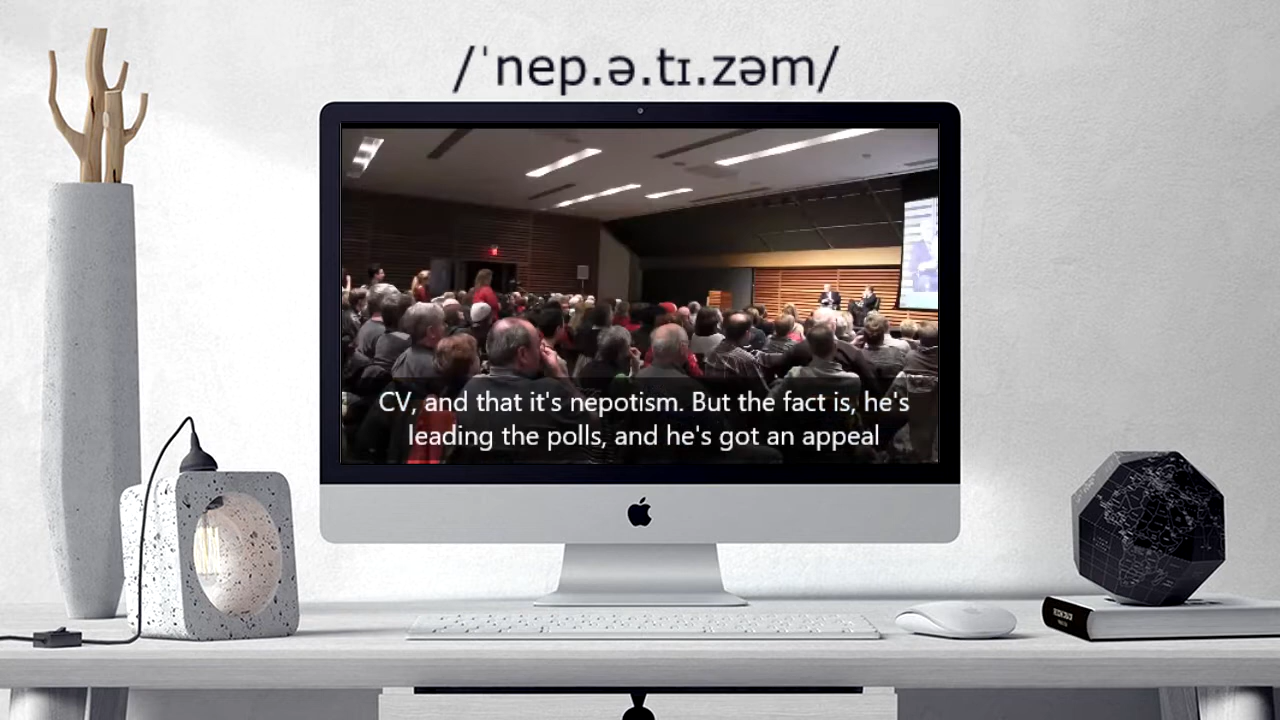 /ˈnep.ə.tɪ.zəm/
CV, and that it's nepotism. But the fact is, he's
leading the polls, and he's got an appeal